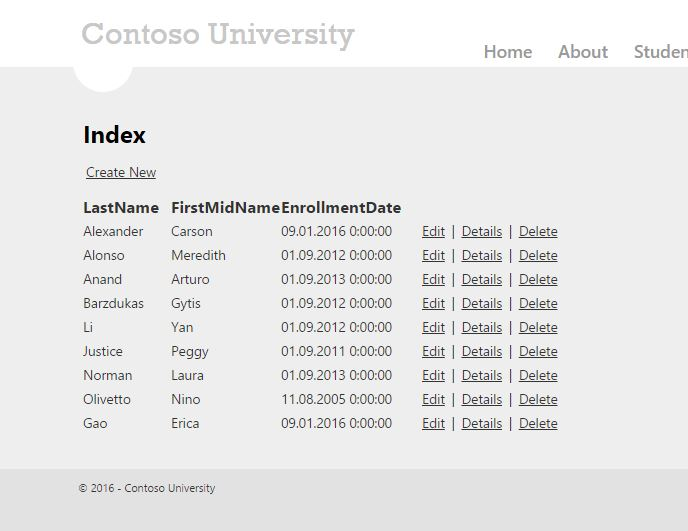 Contoso University
Home About Studen
Index
Create New
LastName FirstMidName EnrollmentDate
Alexander Carson 09.01.2016 0:00:00 Edit | Details | Delete
Alonso Meredith 01.09.2012 0:00:00 Edit | Details | Delete
Anand Arturo 01.09.2013 0:00:00 Edit | Details | Delete
Barzdukas Gytis 01.09.2012 0:00:00 Edit | Details | Delete
Li Yan 01.09.2012 0:00:00 Edit | Details | Delete
Justice Peggy 01.09.2011 0:00:00 Edit | Details | Delete
Norman Laura 01.09.2013 0:00:00 Edit | Details | Delete
Olivetto Nino 11.08.2005 0:00:00 Edit | Details | Delete
Gao Erica 09.01.2016 0:00:00 Edit | Details | Delete
© 2016 - Contoso University